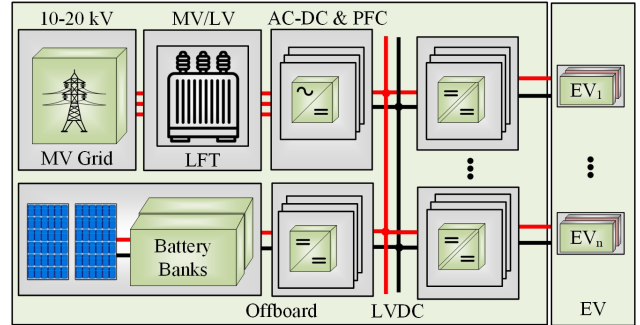 10-20 kV
MV/LV
AC-DC & PFC
MV Grid
LFT
EV1
Battery
Banks
EVn
Offboard
LVDC
EV